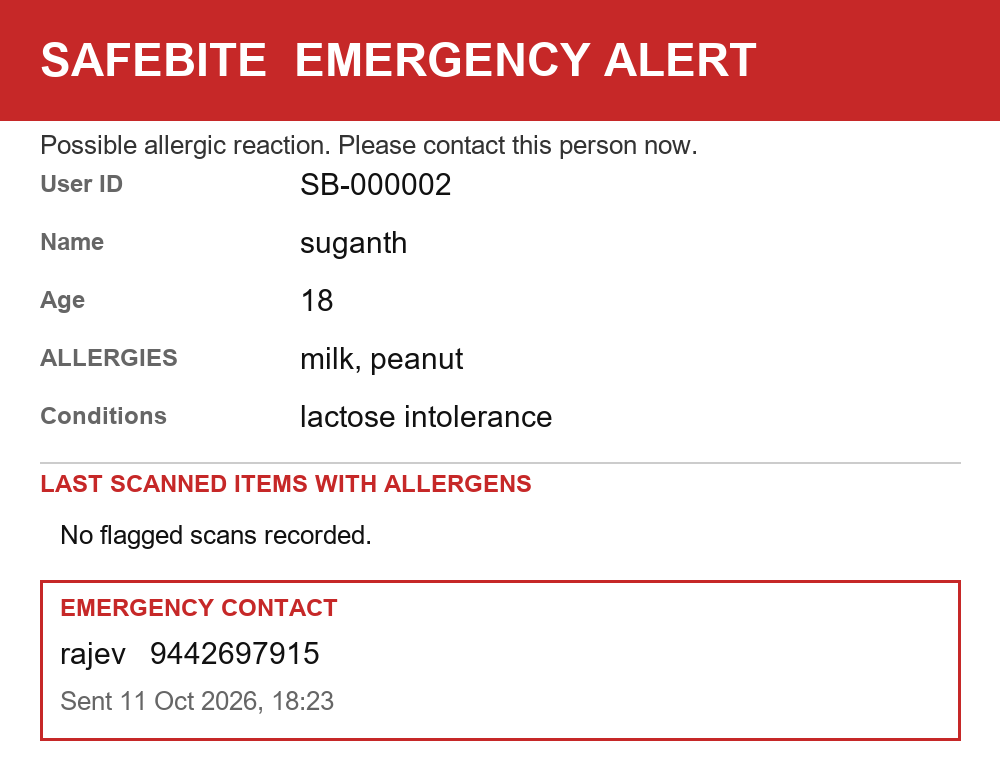 SAFEBITE EMERGENCY ALERT
Possible allergic reaction. Please contact this person now.
User ID SB-000002
Name suganth
Age 18
ALLERGIES milk, peanut
Conditions lactose intolerance
LAST SCANNED ITEMS WITH ALLERGENS
No flagged scans recorded.
EMERGENCY CONTACT
rajev 9442697915
Sent 11 Oct 2026, 18:23